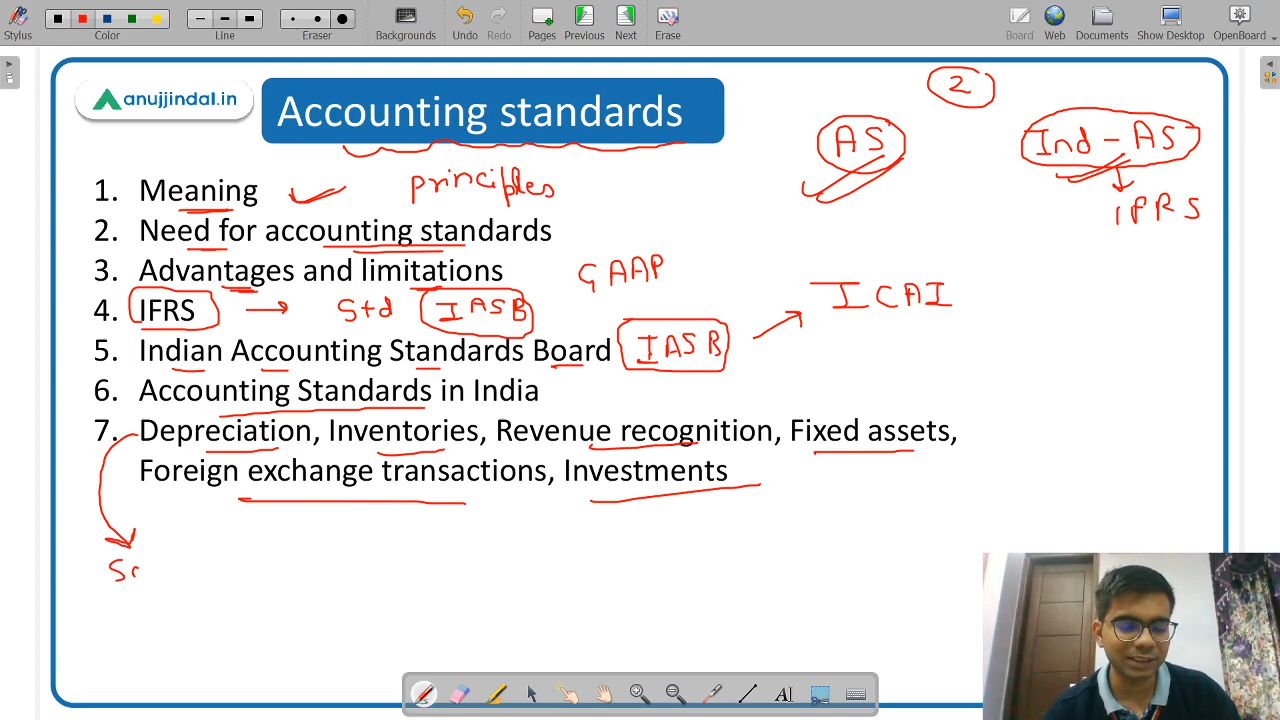 Stylus
Color
Line
Eraser
Backgrounds
Undo
Redo
Pages
Previous
Next
Erase
Board
Web
Documents
Show Desktop
OpenBoard
anujjindal.in
Accounting standards
2
AS
Ind - AS
IFRS
1. Meaning
principles
2. Need for accounting standards
3. Advantages and limitations
GAAP
4. IFRS → Std IASB
ICAI
5. Indian Accounting Standards Board IASB
6. Accounting Standards in India
7. Depreciation, Inventories, Revenue recognition, Fixed assets,
Foreign exchange transactions, Investments